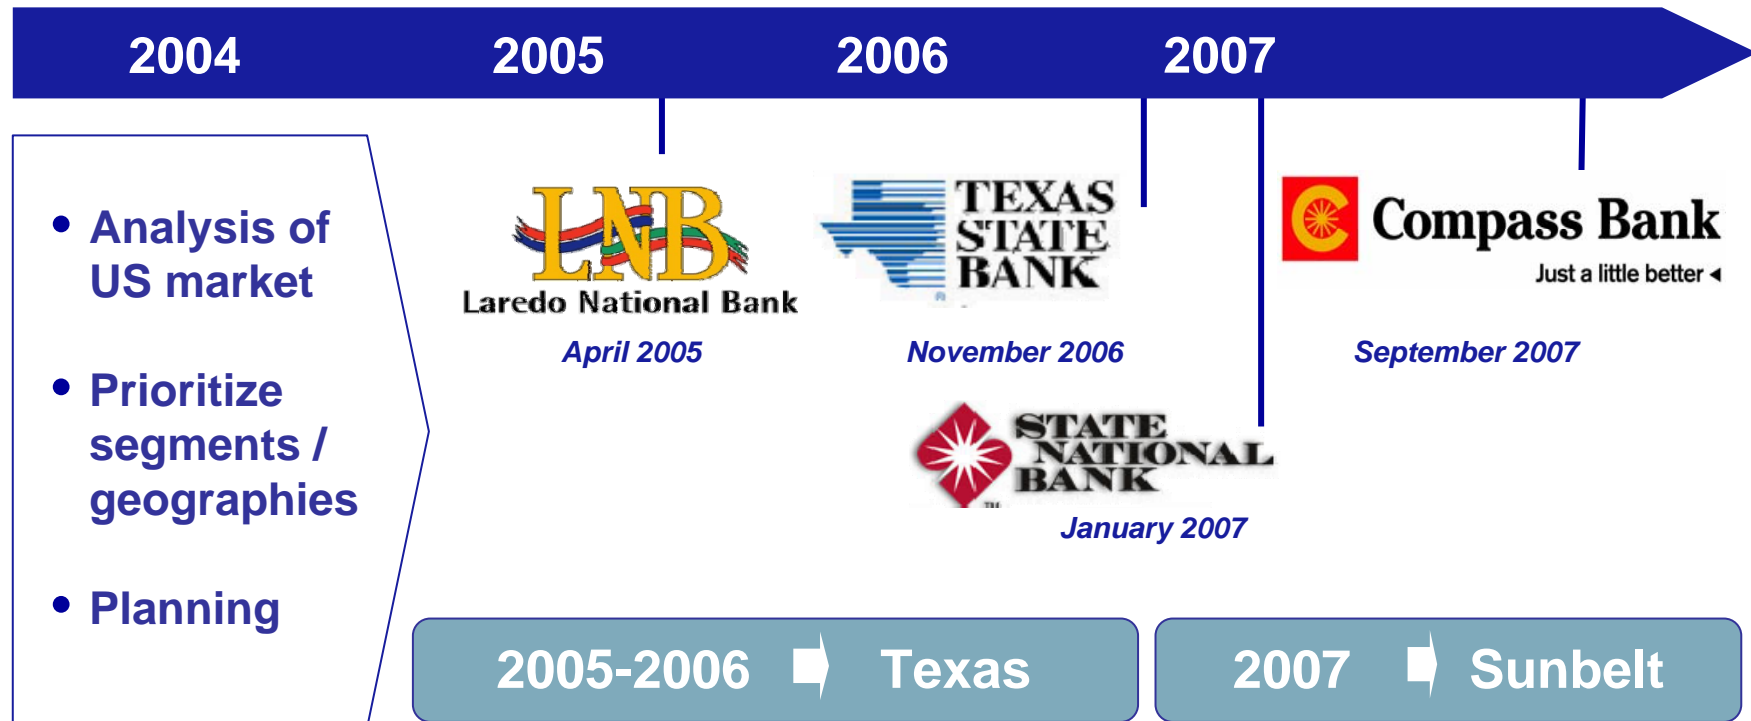 2004 2005 2006 2007
• Analysis of
US market
• Prioritize
segments /
geographies
• Planning
LNB
Laredo National Bank
April 2005
TEXAS
STATE
BANK
November 2006
STATE
NATIONAL
BANK
January 2007
Compass Bank
Just a little better
September 2007
2005-2006 Texas
2007 Sunbelt